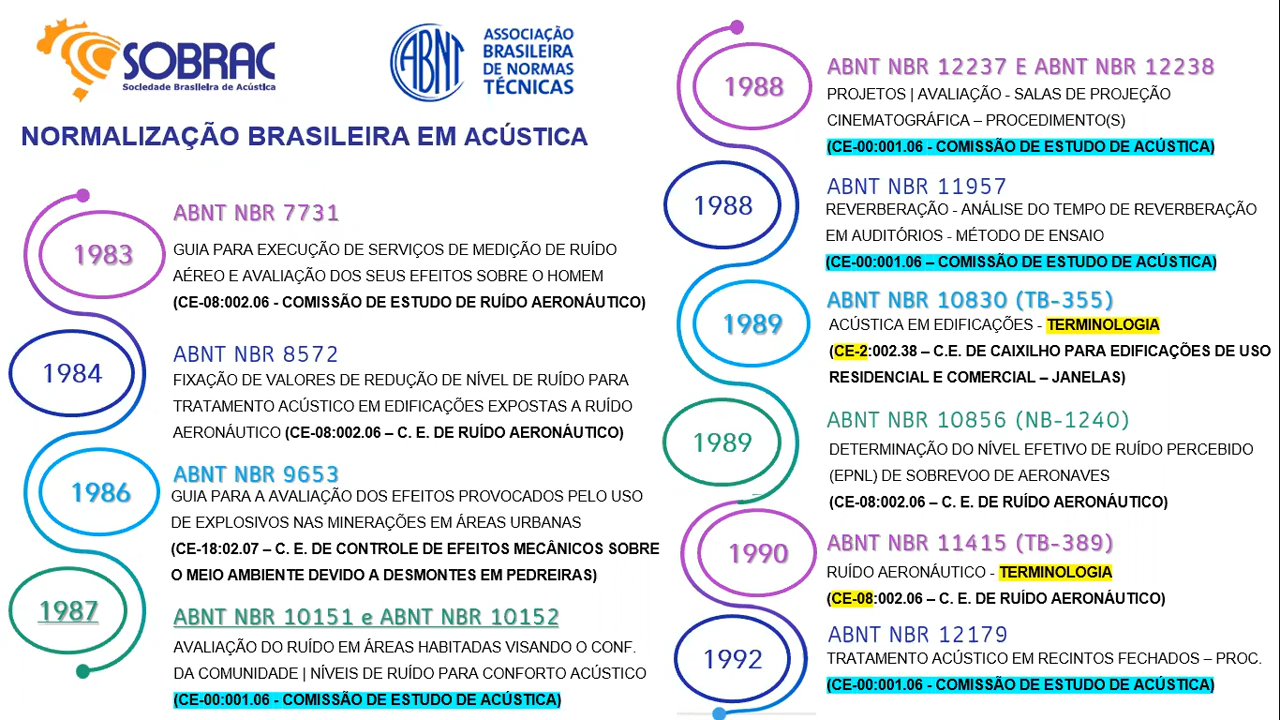 SOBRAC
Sociedade Brasileira de Acústica
ABNT
ASSOCIAÇÃO
BRASILEIRA
DE NORMAS
TÉCNICAS
NORMALIZAÇÃO BRASILEIRA EM ACÚSTICA
1983
ABNT NBR 7731
GUIA PARA EXECUÇÃO DE SERVIÇOS DE MEDIÇÃO DE RUÍDO
AÉREO E AVALIAÇÃO DOS SEUS EFEITOS SOBRE O HOMEM
(CE-08:002.06 - COMISSÃO DE ESTUDO DE RUÍDO AERONÁUTICO)
1984
ABNT NBR 8572
FIXAÇÃO DE VALORES DE REDUÇÃO DE NÍVEL DE RUÍDO PARA
TRATAMENTO ACÚSTICO EM EDIFICAÇÕES EXPOSTAS A RUÍDO
AERONÁUTICO (CE-08:002.06 – C. E. DE RUÍDO AERONÁUTICO)
1986
ABNT NBR 9653
GUIA PARA A AVALIAÇÃO DOS EFEITOS PROVOCADOS PELO USO
DE EXPLOSIVOS NAS MINERAÇÕES EM ÁREAS URBANAS
(CE-18:02.07 – C. E. DE CONTROLE DE EFEITOS MECÂNICOS SOBRE
O MEIO AMBIENTE DEVIDO A DESMONTES EM PEDREIRAS)
1987
ABNT NBR 10151 e ABNT NBR 10152
AVALIAÇÃO DO RUÍDO EM ÁREAS HABITADAS VISANDO O CONF.
DA COMUNIDADE | NÍVEIS DE RUÍDO PARA CONFORTO ACÚSTICO
(CE-00:001.06 - COMISSÃO DE ESTUDO DE ACÚSTICA)
1988
ABNT NBR 12237 E ABNT NBR 12238
PROJETOS | AVALIAÇÃO - SALAS DE PROJEÇÃO
CINEMATOGRÁFICA – PROCEDIMENTO(S)
(CE-00:001.06 - COMISSÃO DE ESTUDO DE ACÚSTICA)
1988
ABNT NBR 11957
REVERBERAÇÃO - ANÁLISE DO TEMPO DE REVERBERAÇÃO
EM AUDITÓRIOS - MÉTODO DE ENSAIO
(CE-00:001.06 – COMISSÃO DE ESTUDO DE ACÚSTICA)
1989
ABNT NBR 10830 (TB-355)
ACÚSTICA EM EDIFICAÇÕES - TERMINOLOGIA
(CE-2:002.38 – C.E. DE CAIXILHO PARA EDIFICAÇÕES DE USO
RESIDENCIAL E COMERCIAL – JANELAS)
1989
ABNT NBR 10856 (NB-1240)
DETERMINAÇÃO DO NÍVEL EFETIVO DE RUÍDO PERCEBIDO
(EPNL) DE SOBREVOO DE AERONAVES
(CE-08:002.06 – C. E. DE RUÍDO AERONÁUTICO)
1990
ABNT NBR 11415 (TB-389)
RUÍDO AERONÁUTICO - TERMINOLOGIA
(CE-08:002.06 – C. E. DE RUÍDO AERONÁUTICO)
1992
ABNT NBR 12179
TRATAMENTO ACÚSTICO EM RECINTOS FECHADOS – PROC.
(CE-00:001.06 - COMISSÃO DE ESTUDO DE ACÚSTICA)